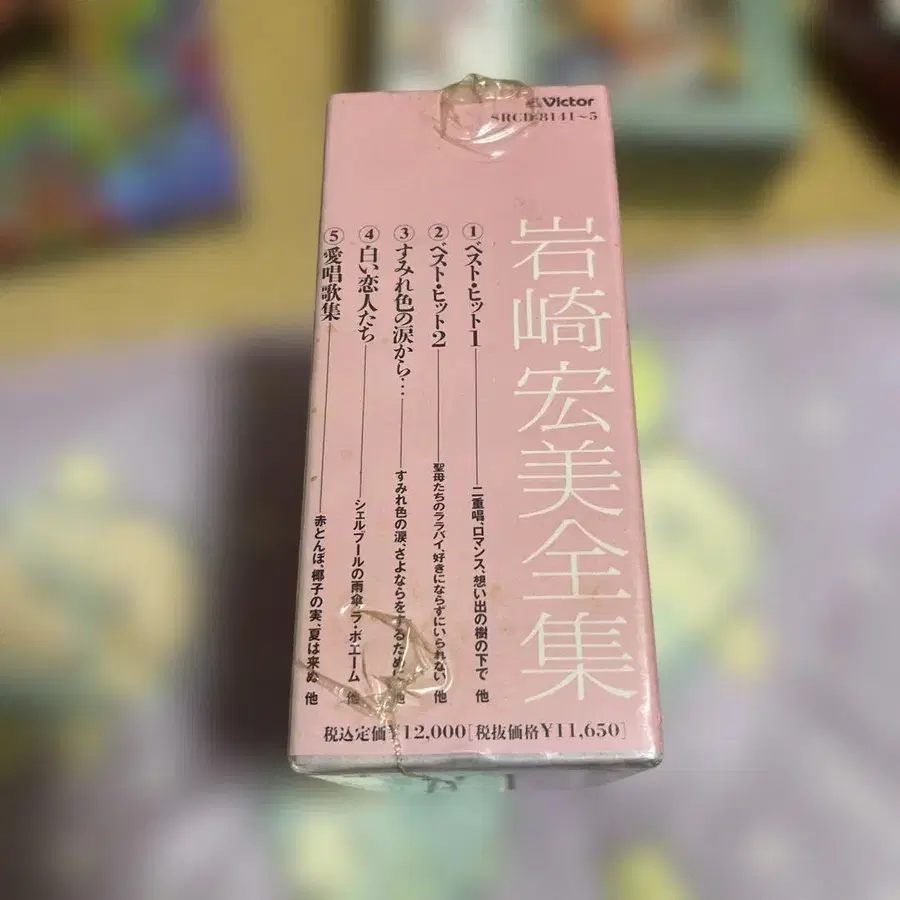 Victor
SRCD-8141~5
岩崎宏美全集
①ベスト・ヒット1 二重唱、ロマンス、想い出の樹の下で 他
②ベスト・ヒット2 聖母たちのララバイ、好きにならずにいられない 他
③すみれ色の涙から… すみれ色の涙、さよならをするために 他
④白い恋人たち シェルブールの雨傘、ラ・ボエーム 他
⑤愛唱歌集 赤とんぼ、椰子の実、夏は来ぬ 他
税込定価¥12,000[税抜価格¥11,650]